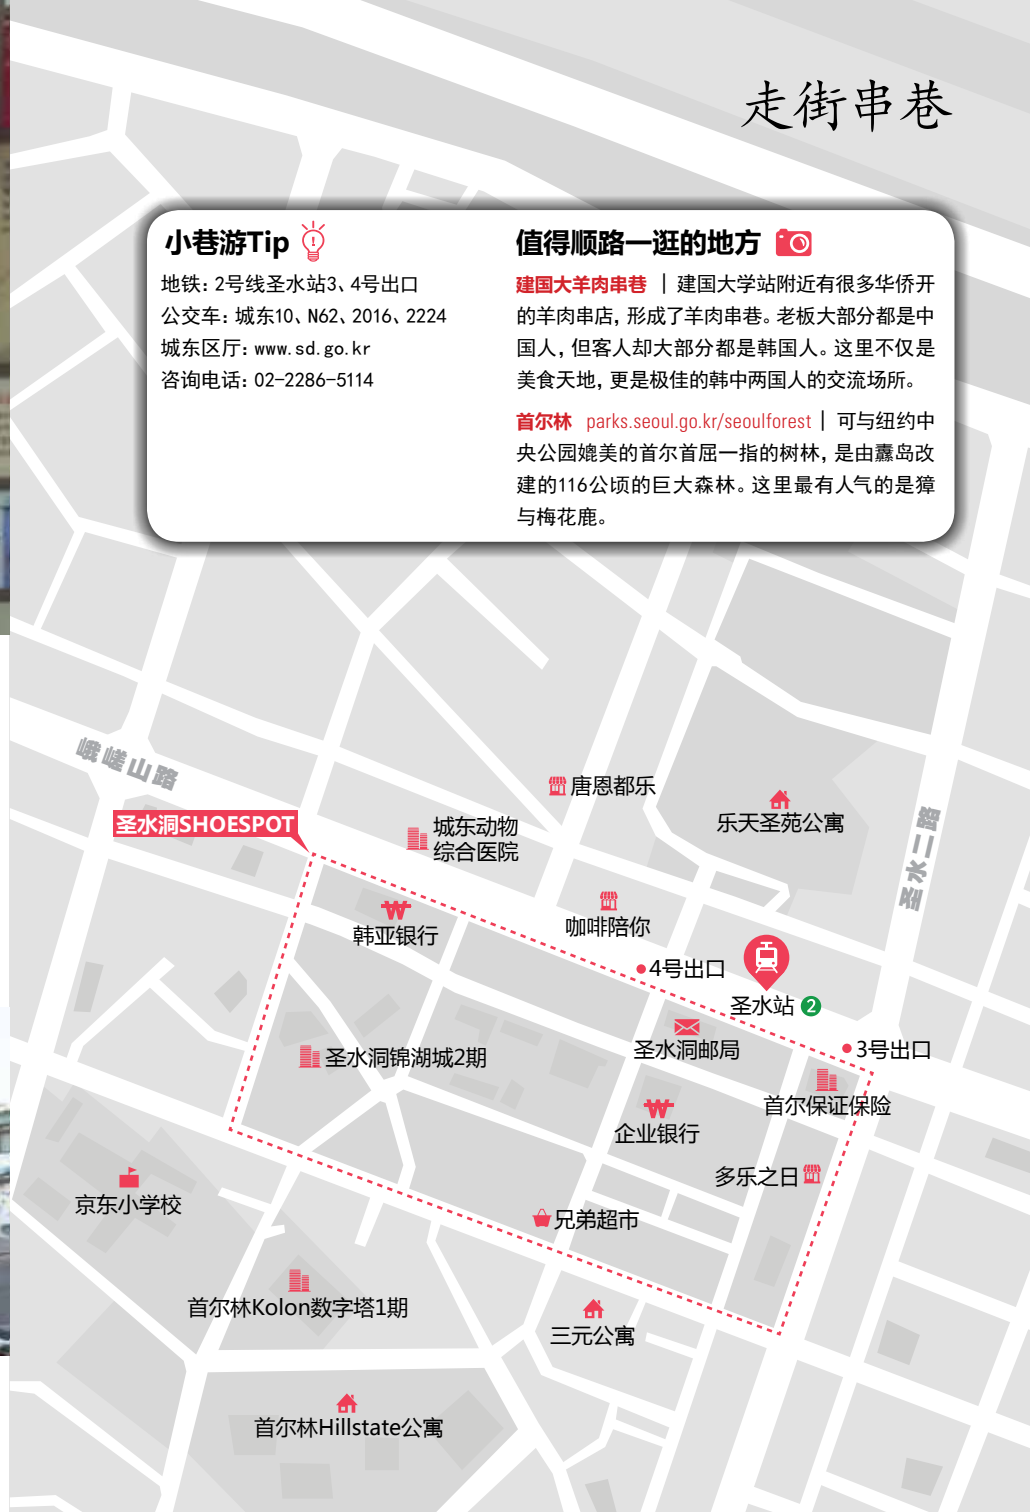 走街串巷
小巷游Tip
地铁: 2号线圣水站3、4号出口
公交车: 城东10、N62、2016、2224
城东区厅: www.sd.go.kr
咨询电话: 02-2286-5114
值得顺路一逛的地方
建国大羊肉串巷 | 建国大学站附近有很多华侨开
的羊肉串店, 形成了羊肉串巷。老板大部分都是中
国人, 但客人却大部分都是韩国人。这里不仅是
美食天地, 更是极佳的韩中两国人的交流场所。
首尔林 parks.seoul.go.kr/seoulforest | 可与纽约中
央公园媲美的首尔首屈一指的树林, 是由纛岛改
建的116公顷的巨大森林。这里最有人气的是獐
与梅花鹿。
峨嵯山路
唐恩都乐
乐天圣苑公寓
圣水二路
圣水洞SHOESPOT
城东动物
综合医院
韩亚银行
咖啡陪你
4号出口
圣水站 2
圣水洞邮局
3号出口
圣水洞锦湖城2期
首尔保证保险
企业银行
多乐之日
京东小学校
兄弟超市
首尔林Kolon数字塔1期
三元公寓
首尔林Hillstate公寓